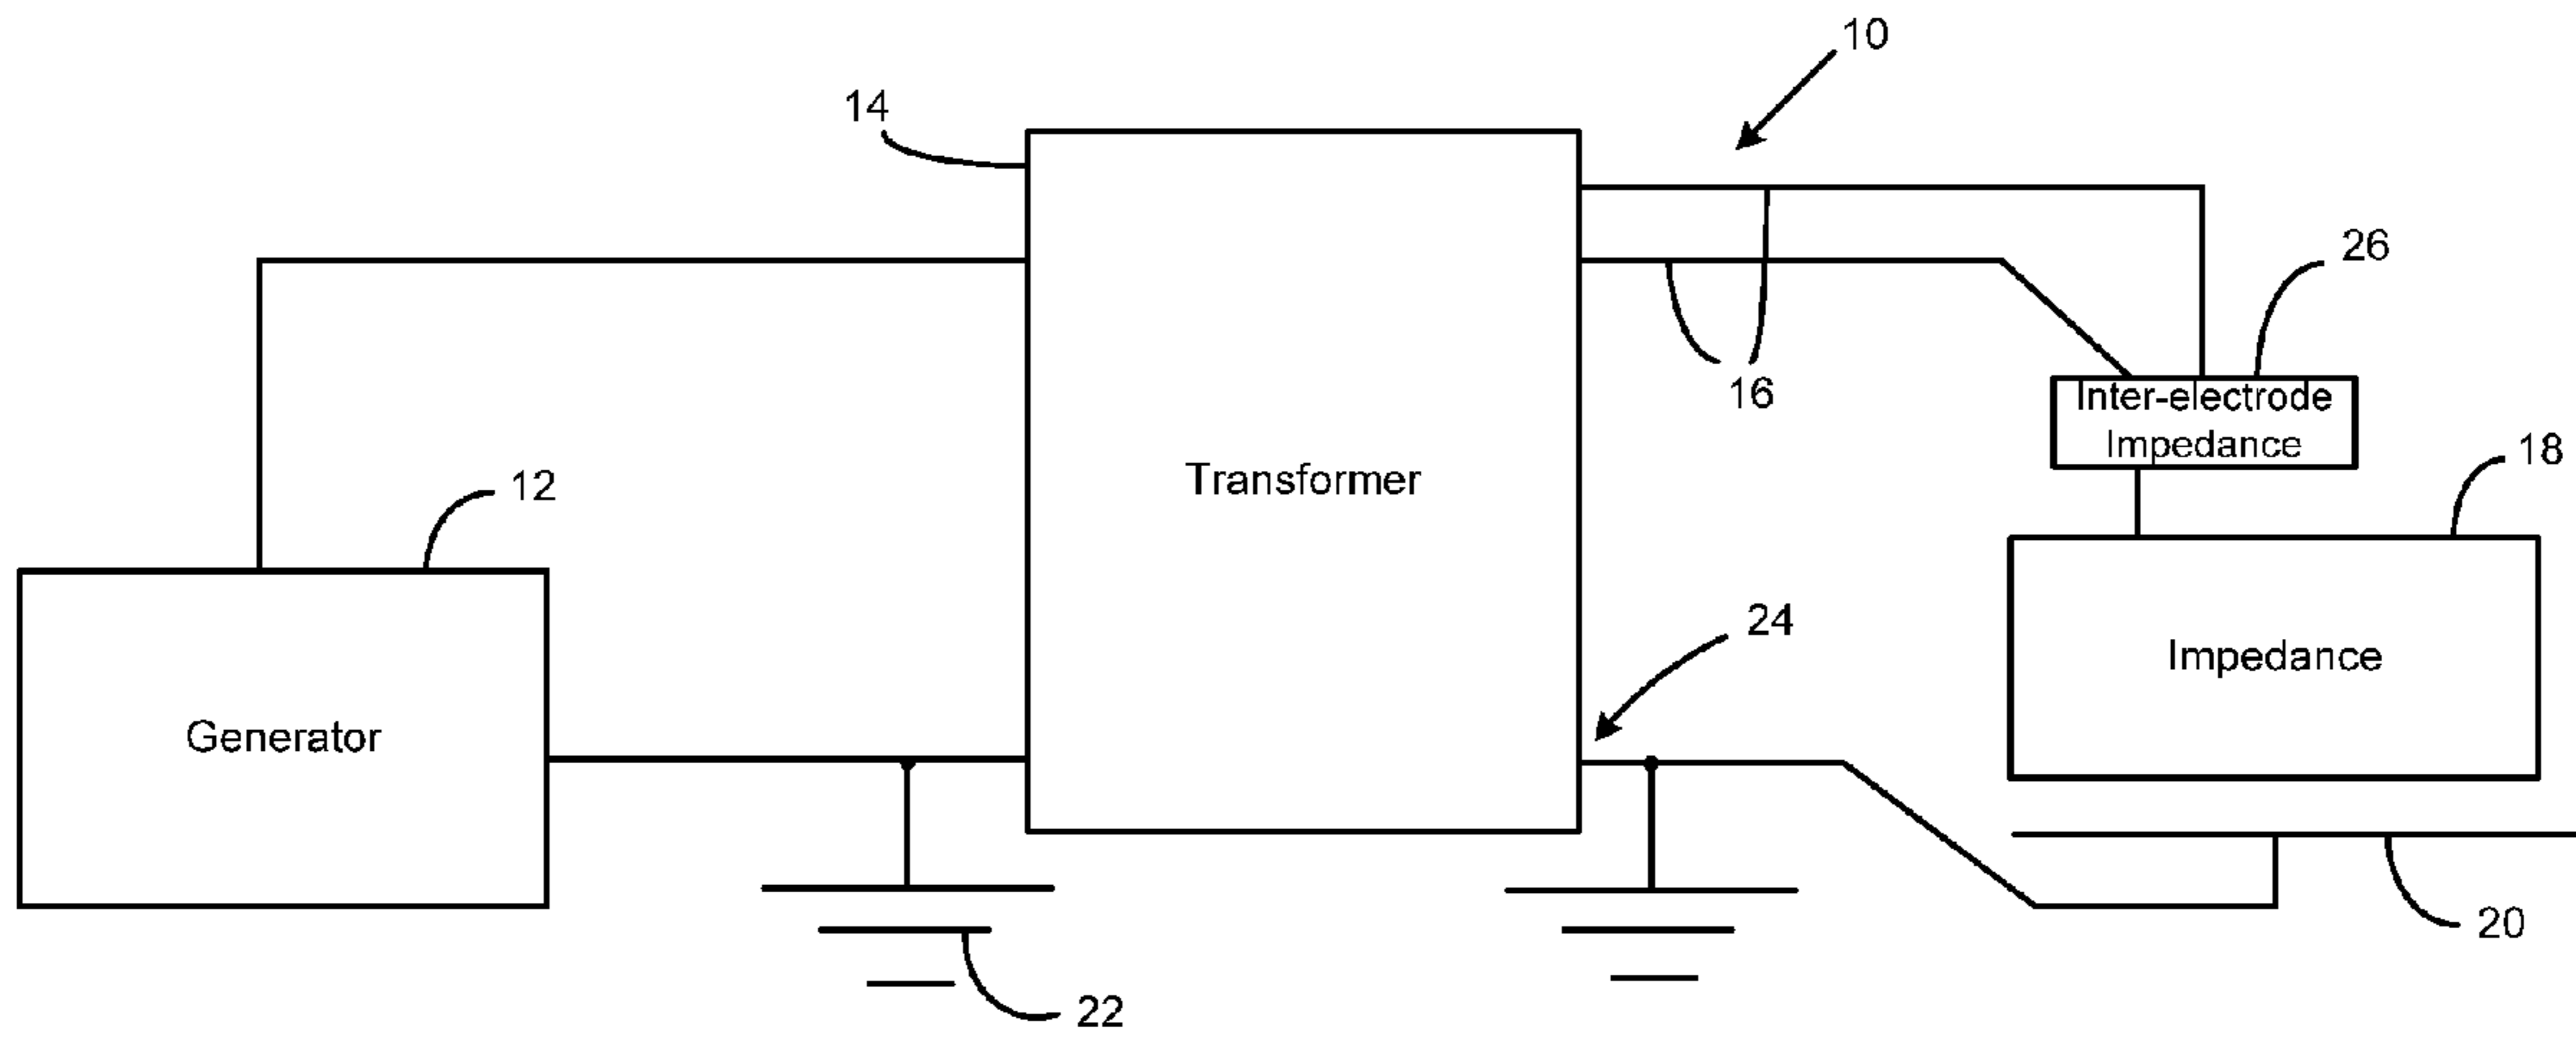 10
14
26
16
Inter-electrode
Impedance
18
12
Transformer
24
Impedance
Generator
20
22